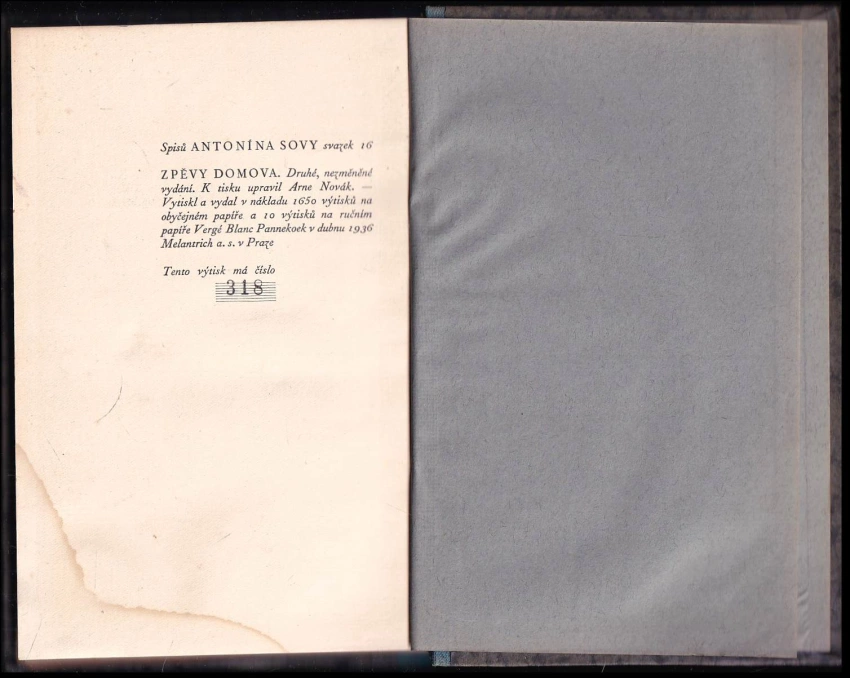 Spisů ANTONÍNA SOVY svazek 16
ZPĚVY DOMOVA. Druhé, nezměněné
vydání. K tisku upravil Arne Novák. —
Vytiskl a vydal v nákladu 1650 výtisků na
obyčejném papíře a 10 výtisků na ručním
papíře Vergé Blanc Pannekoek v dubnu 1936
Melantrich a. s. v Praze
Tento výtisk má číslo
318